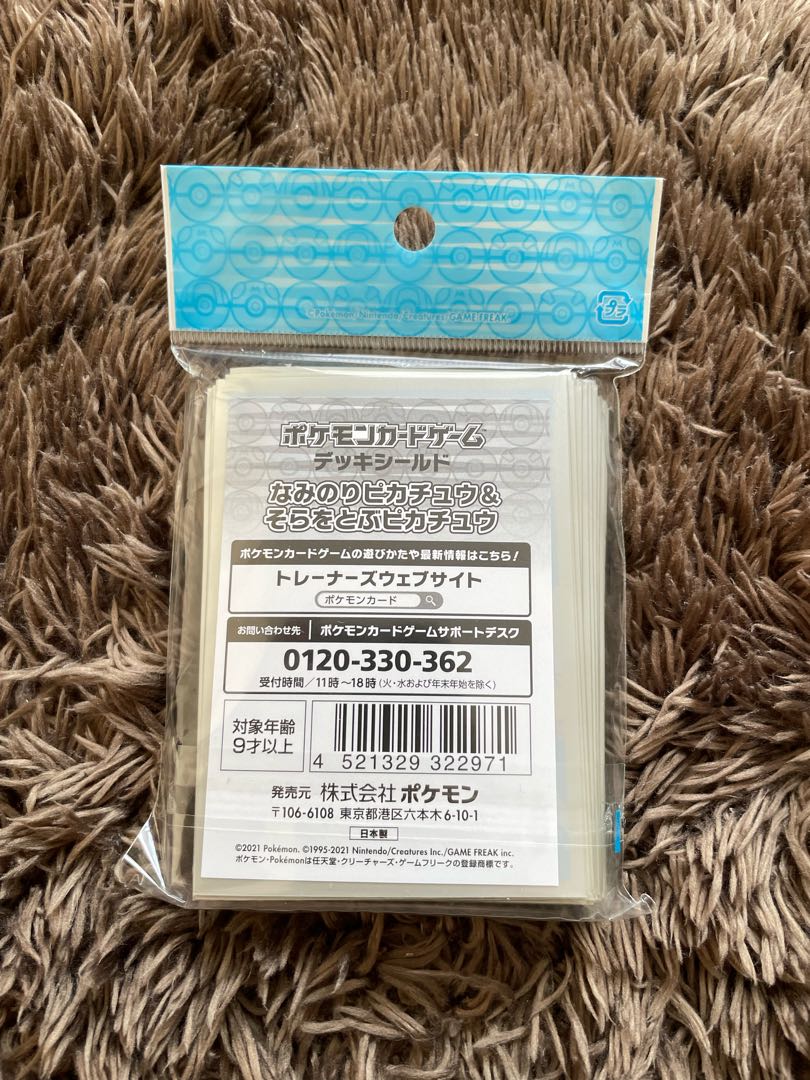 ©Pokémon/Nintendo/Creatures/GAME FREAK
プラ
ポケモンカードゲーム
デッキシールド
なみのりピカチュウ&
そらをとぶピカチュウ
ポケモンカードゲームの遊びかたや最新情報はこちら!
トレーナーズウェブサイト
ポケモンカード
お問い合わせ先 ポケモンカードゲームサポートデスク
0120-330-362
受付時間/11時~18時(火・水および年末年始を除く)
対象年齢
9才以上
4 521329 322971
発売元 株式会社ポケモン
〒106-6108 東京都港区六本木6-10-1
日本製
©2021 Pokémon. ©1995-2021 Nintendo/Creatures Inc./GAME FREAK inc.
ポケモン・Pokémonは任天堂・クリーチャーズ・ゲームフリークの登録商標です。